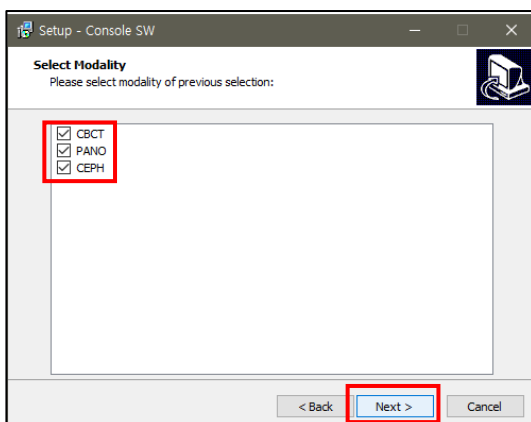 Setup - Console SW
Select Modality
Please select modality of previous selection:
CBCT
PANO
CEPH
< Back Next > Cancel